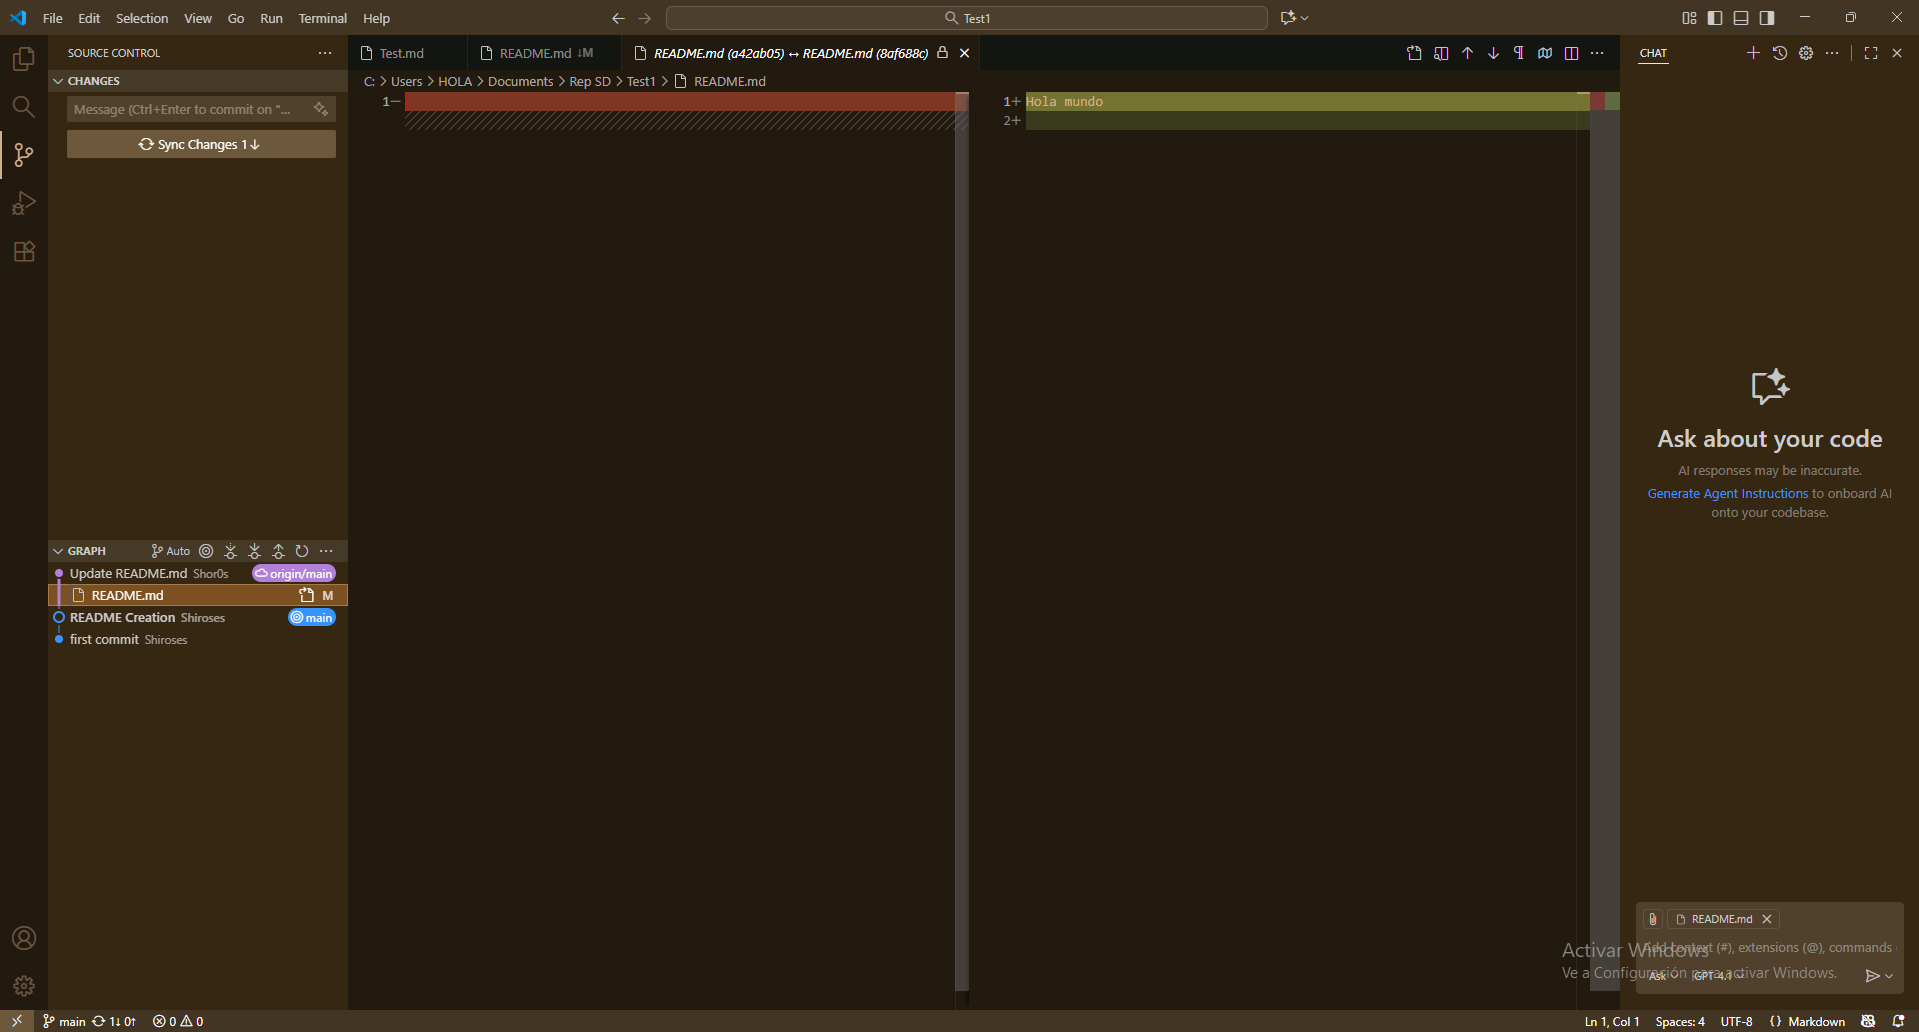 File Edit Selection View Go Run Terminal Help
Test1
SOURCE CONTROL
CHANGES
Message (Ctrl+Enter to commit on "...
Sync Changes 1↓
Test.md
README.md ↓M
README.md (a42ab05) ↔ README.md (8af688c)
C: > Users > HOLA > Documents > Rep SD > Test1 > README.md
1−
1+ Hola mundo
2+
GRAPH
Auto
Update README.md Shor0s origin/main
README.md M
README Creation Shiroses main
first commit Shiroses
CHAT
Ask about your code
AI responses may be inaccurate.
Generate Agent Instructions to onboard AI
onto your codebase.
README.md
Add context (#), extensions (@), commands
Ask GPT-4.1
Activar Windows
Ve a Configuración para activar Windows.
main 1↓ 0↑ 0 0
Ln 1, Col 1 Spaces: 4 UTF-8 {} Markdown